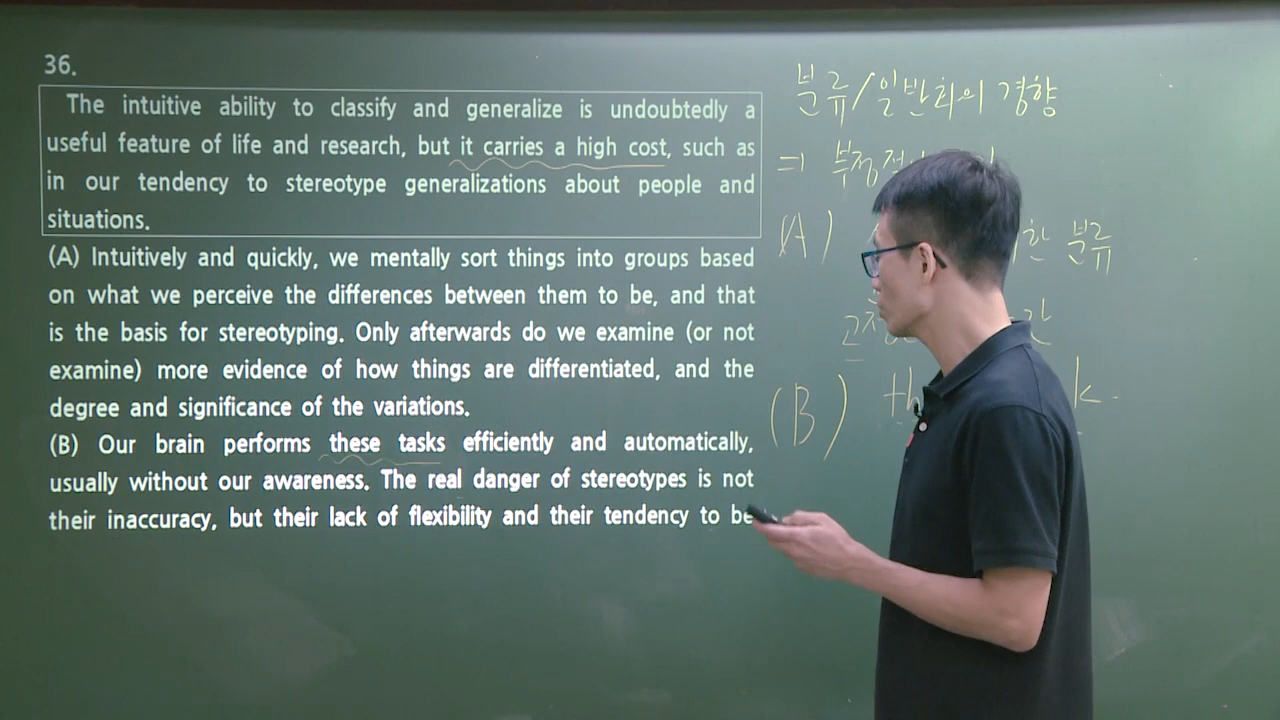 36.
The intuitive ability to classify and generalize is undoubtedly a
useful feature of life and research, but it carries a high cost, such as
in our tendency to stereotype generalizations about people and
situations.
(A) Intuitively and quickly, we mentally sort things into groups based
on what we perceive the differences between them to be, and that
is the basis for stereotyping. Only afterwards do we examine (or not
examine) more evidence of how things are differentiated, and the
degree and significance of the variations.
(B) Our brain performs these tasks efficiently and automatically,
usually without our awareness. The real danger of stereotypes is not
their inaccuracy, but their lack of flexibility and their tendency to be
분류/일반화의 경향
⇒
(A) 분류
(B)